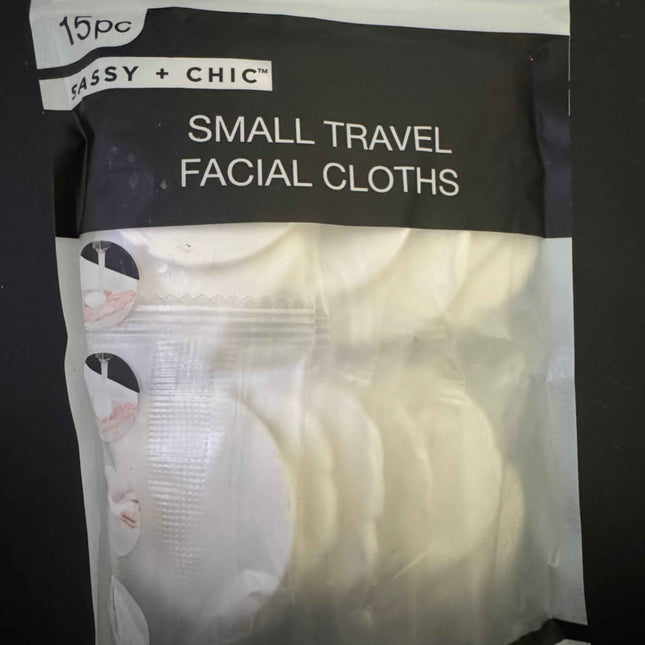 15pc
SASSY + CHIC™
SMALL TRAVEL
FACIAL CLOTHS